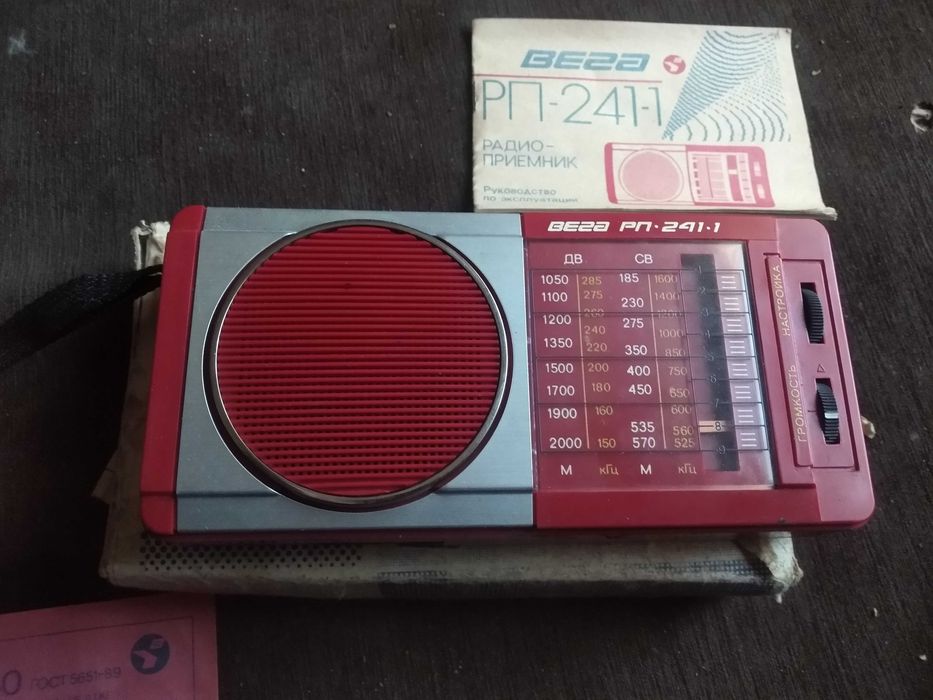 ВЕГА
РП-241-1
РАДИО-
ПРИЕМНИК
Руководство
по эксплуатации
ВЕГА РП-241-1
ДВ СВ
1050 285 185 1600
1100 275 230 1400
1200 260 275 1200
1350 240 350 1000
1500 220 400 850
1700 200 450 750
1900 180 535 650
2000 160 570 600
150 560
525
М кГц М кГц
1
2
3
4
5
6
7
8
9
НАСТРОЙКА
ГРОМКОСТЬ
ГОСТ 5651-89